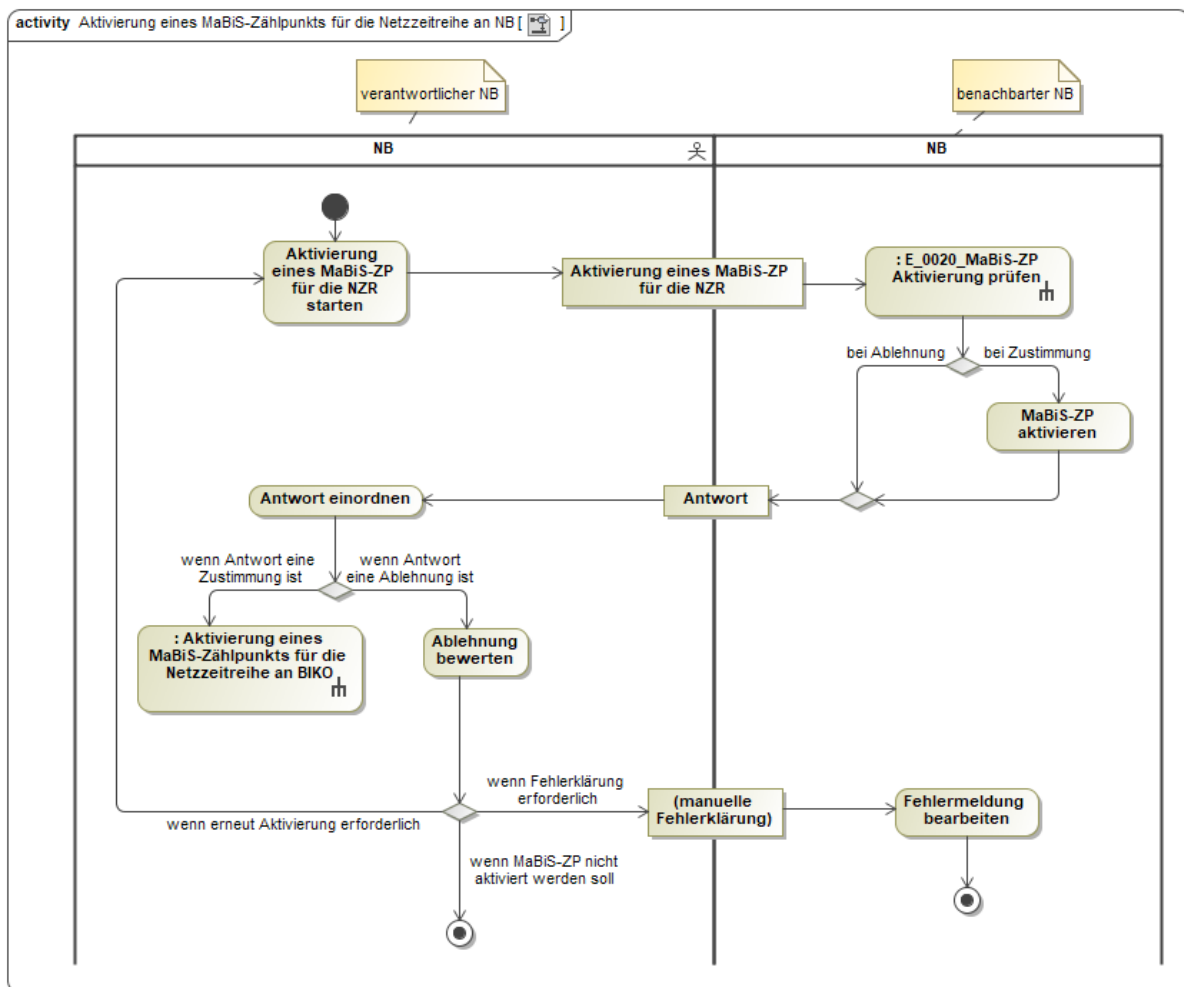 activity Aktivierung eines MaBiS-Zählpunkts für die Netzzeitreihe an NB [ ]
verantwortlicher NB
benachbarter NB
NB
NB
Aktivierung
eines MaBiS-ZP
für die NZR
starten
Aktivierung eines MaBiS-ZP
für die NZR
: E_0020_MaBiS-ZP
Aktivierung prüfen
bei Ablehnung
bei Zustimmung
MaBiS-ZP
aktivieren
Antwort einordnen
Antwort
wenn Antwort eine
Zustimmung ist
wenn Antwort
eine Ablehnung ist
: Aktivierung eines
MaBiS-Zählpunkts für die
Netzzeitreihe an BIKO
Ablehnung
bewerten
wenn Fehlerklärung
erforderlich
(manuelle
Fehlerklärung)
Fehlermeldung
bearbeiten
wenn erneut Aktivierung erforderlich
wenn MaBiS-ZP nicht
aktiviert werden soll